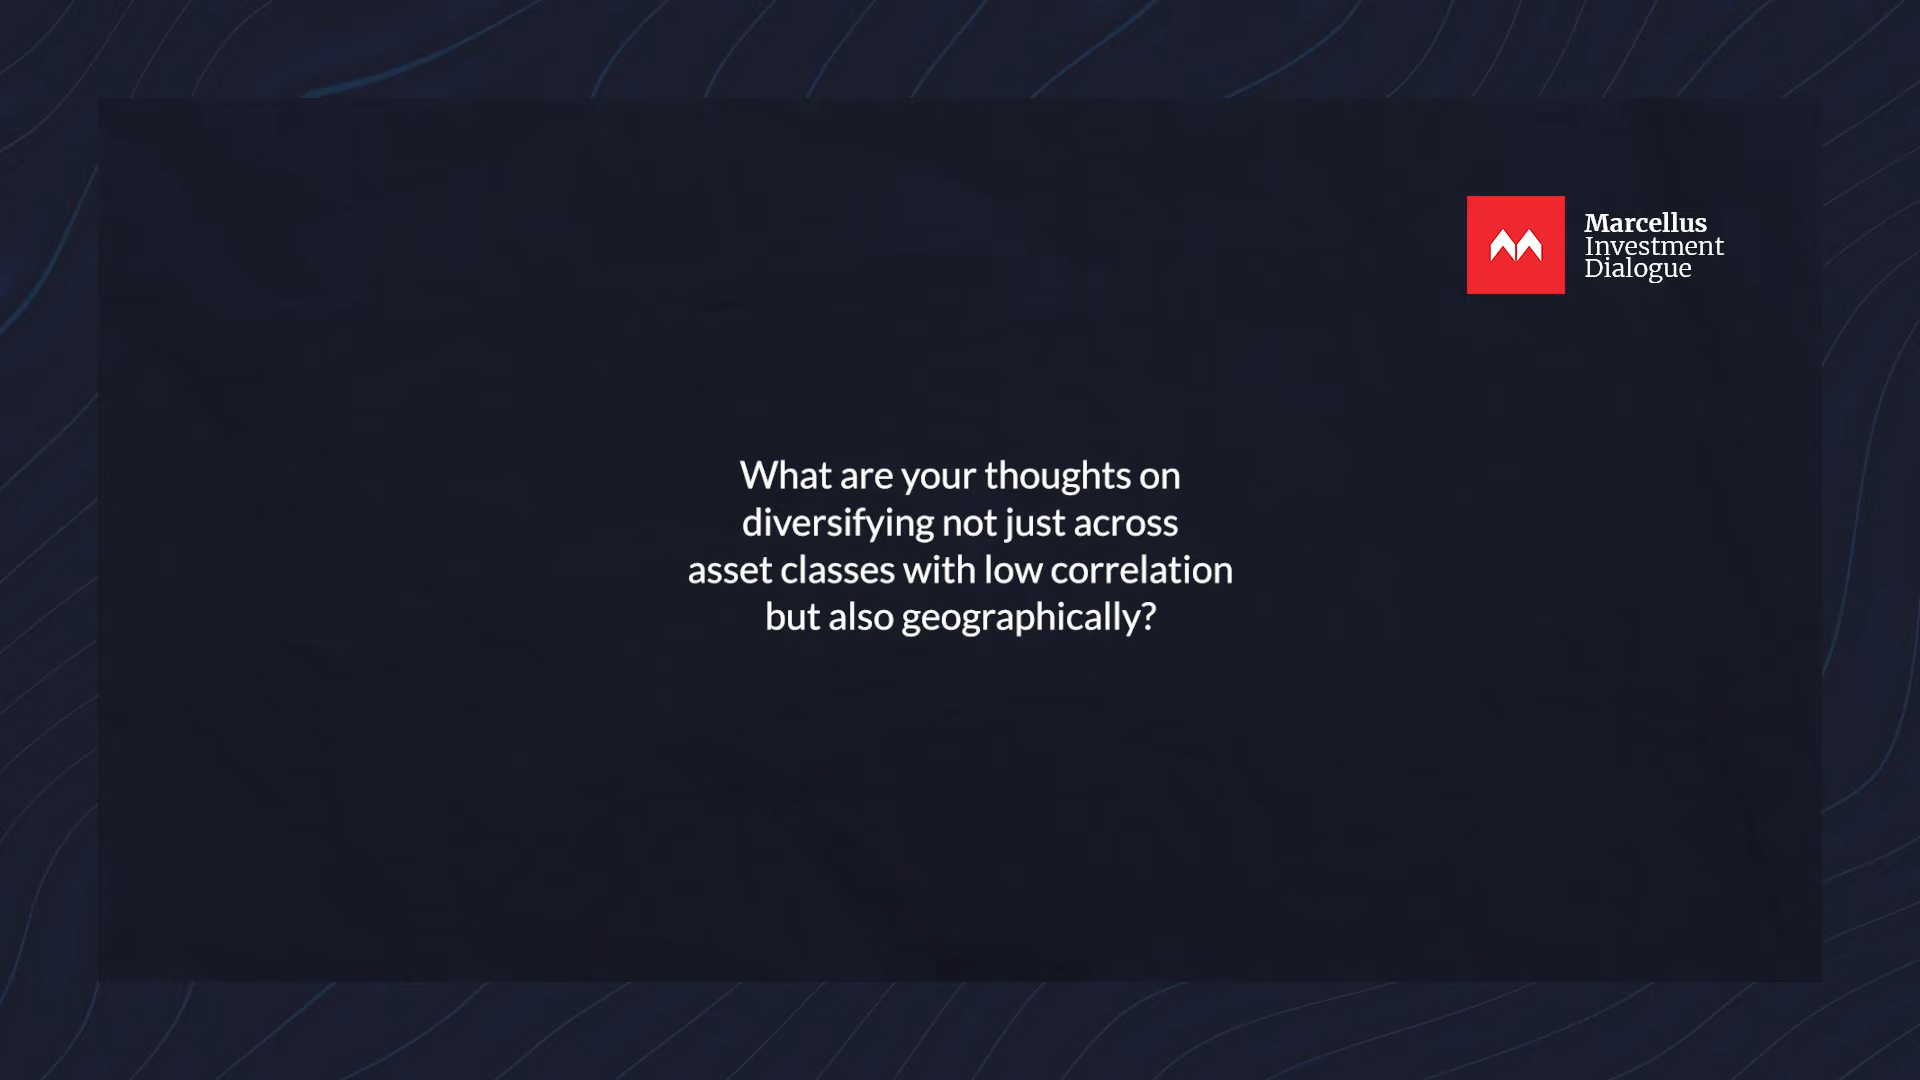 Marcellus
Investment
Dialogue
What are your thoughts on
diversifying not just across
asset classes with low correlation
but also geographically?